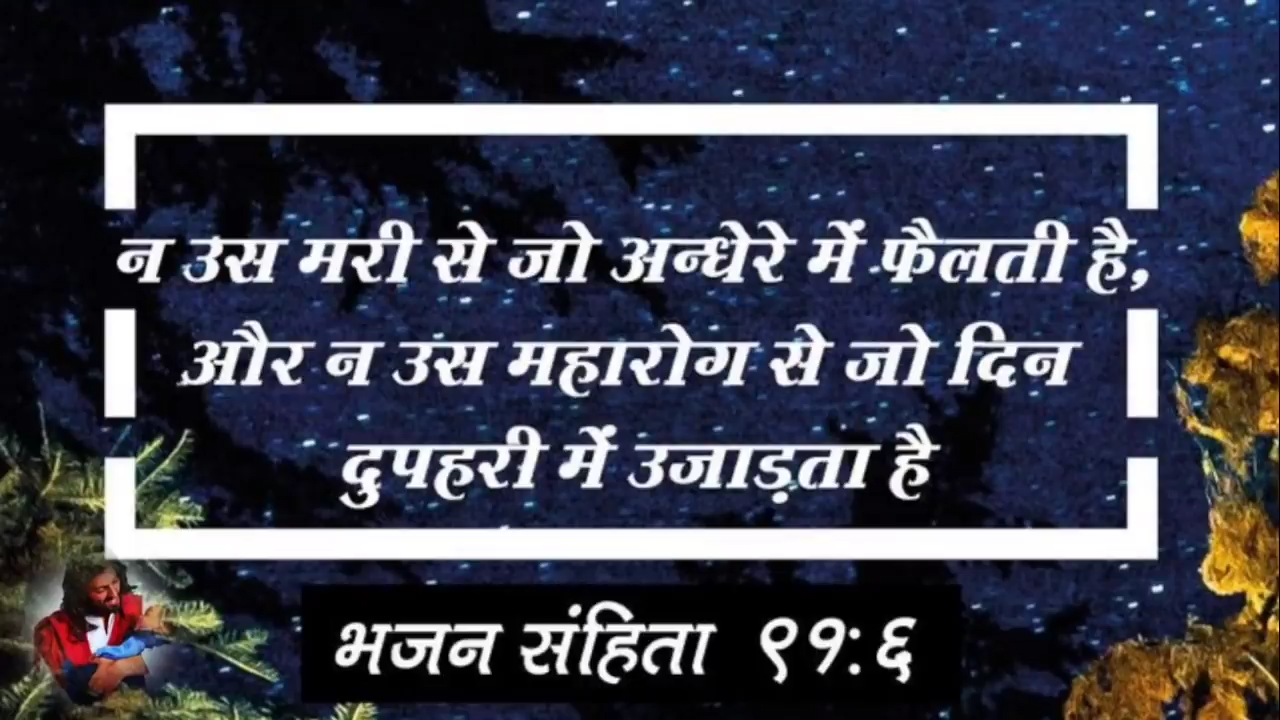 न उस मरी से जो अन्धेरे में फैलती है,
और न उस महारोग से जो दिन
दुपहरी में उजाड़ता है
भजन संहिता ९१:६